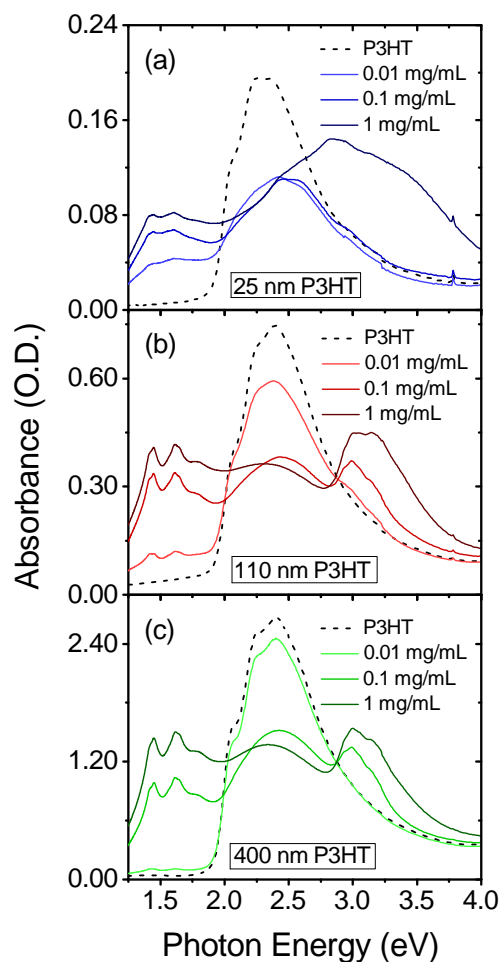 Absorbance (O.D.)
0.24
0.16
0.08
0.00
(a)
P3HT
0.01 mg/mL
0.1 mg/mL
1 mg/mL
25 nm P3HT
0.60
0.30
0.00
(b)
P3HT
0.01 mg/mL
0.1 mg/mL
1 mg/mL
110 nm P3HT
2.40
1.20
0.00
(c)
P3HT
0.01 mg/mL
0.1 mg/mL
1 mg/mL
400 nm P3HT
1.5 2.0 2.5 3.0 3.5 4.0
Photon Energy (eV)